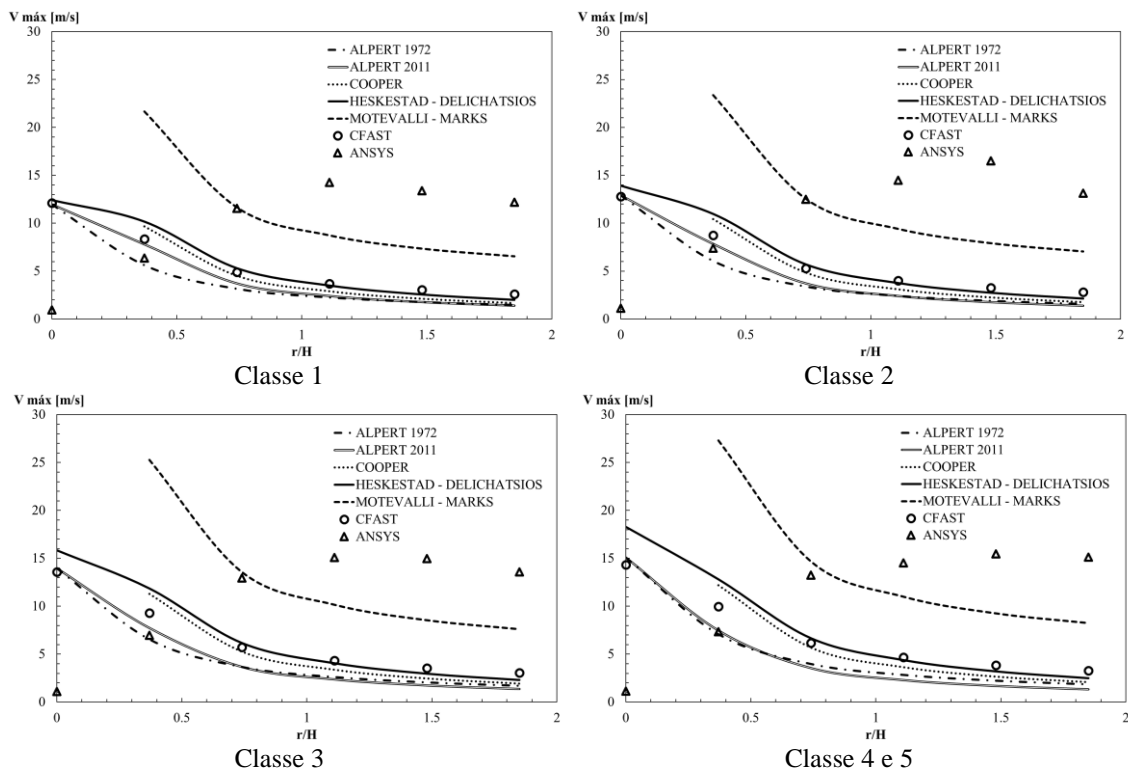 V máx [m/s]
30
25
20
15
10
5
0
0
0.5
1
1.5
2
r/H
ALPERT 1972
ALPERT 2011
COOPER
HESKESTAD - DELICHATSIOS
MOTEVALLI - MARKS
CFAST
ANSYS
Classe 1
V máx [m/s]
30
25
20
15
10
5
0
0
0.5
1
1.5
2
r/H
ALPERT 1972
ALPERT 2011
COOPER
HESKESTAD - DELICHATSIOS
MOTEVALLI - MARKS
CFAST
ANSYS
Classe 2
V máx [m/s]
30
25
20
15
10
5
0
0
0.5
1
1.5
2
r/H
ALPERT 1972
ALPERT 2011
COOPER
HESKESTAD - DELICHATSIOS
MOTEVALLI - MARKS
CFAST
ANSYS
Classe 3
V máx [m/s]
30
25
20
15
10
5
0
0
0.5
1
1.5
2
r/H
ALPERT 1972
ALPERT 2011
COOPER
HESKESTAD - DELICHATSIOS
MOTEVALLI - MARKS
CFAST
ANSYS
Classe 4 e 5